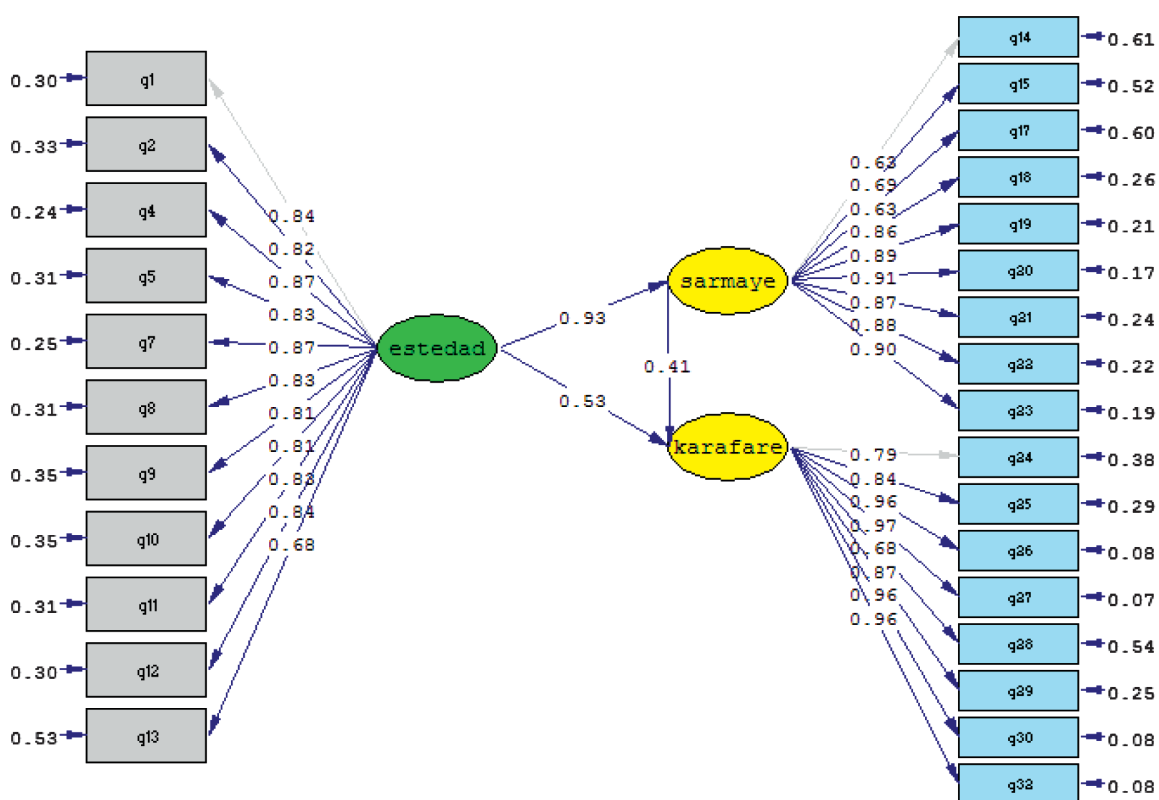 0.30 q1
0.33 q2
0.24 q4
0.31 q5
0.25 q7
0.31 q8
0.35 q9
0.35 q10
0.31 q11
0.30 q12
0.53 q13
0.84
0.82
0.87
0.83
0.87
0.83
0.81
0.81
0.83
0.84
0.68
estedad
0.93
0.53
sarmaye
0.41
karafare
0.63
0.69
0.63
0.86
0.89
0.91
0.87
0.88
0.90
0.79
0.84
0.96
0.97
0.68
0.87
0.96
0.96
q14 0.61
q15 0.52
q17 0.60
q18 0.26
q19 0.21
q20 0.17
q21 0.24
q22 0.22
q23 0.19
q24 0.38
q25 0.29
q26 0.08
q27 0.07
q28 0.54
q29 0.25
q30 0.08
q32 0.08